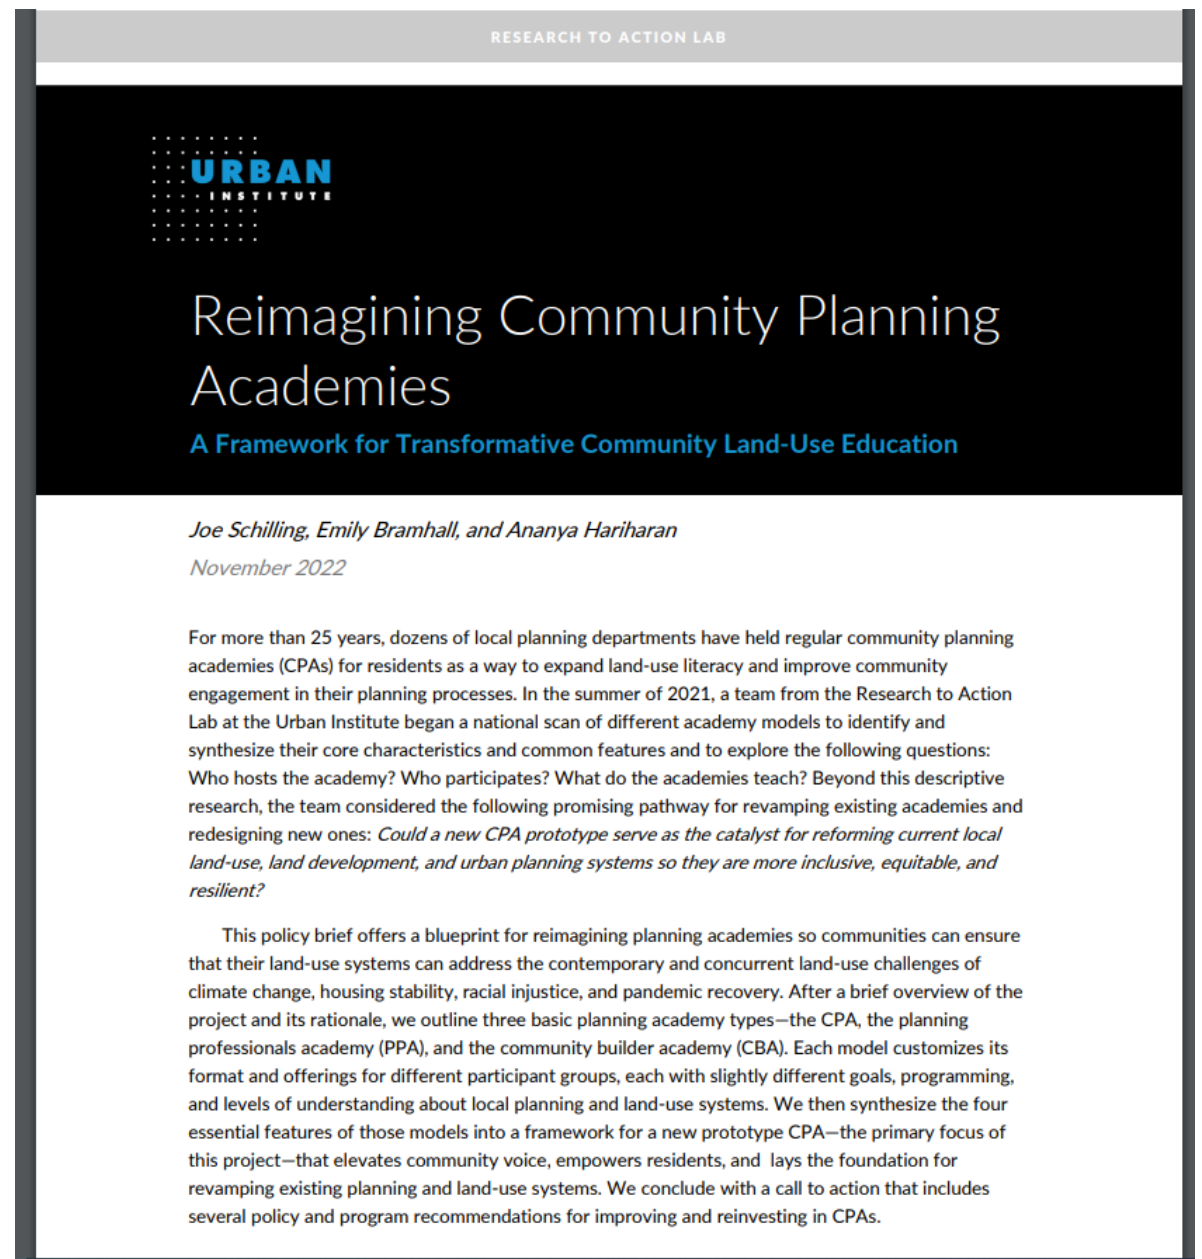 RESEARCH TO ACTION LAB
URBAN
INSTITUTE
Reimagining Community Planning
Academies
A Framework for Transformative Community Land-Use Education
Joe Schilling, Emily Bramhall, and Ananya Hariharan
November 2022
For more than 25 years, dozens of local planning departments have held regular community planning
academies (CPAs) for residents as a way to expand land-use literacy and improve community
engagement in their planning processes. In the summer of 2021, a team from the Research to Action
Lab at the Urban Institute began a national scan of different academy models to identify and
synthesize their core characteristics and common features and to explore the following questions:
Who hosts the academy? Who participates? What do the academies teach? Beyond this descriptive
research, the team considered the following promising pathway for revamping existing academies and
redesigning new ones: Could a new CPA prototype serve as the catalyst for reforming current local
land-use, land development, and urban planning systems so they are more inclusive, equitable, and
resilient?
This policy brief offers a blueprint for reimagining planning academies so communities can ensure
that their land-use systems can address the contemporary and concurrent land-use challenges of
climate change, housing stability, racial injustice, and pandemic recovery. After a brief overview of the
project and its rationale, we outline three basic planning academy types—the CPA, the planning
professionals academy (PPA), and the community builder academy (CBA). Each model customizes its
format and offerings for different participant groups, each with slightly different goals, programming,
and levels of understanding about local planning and land-use systems. We then synthesize the four
essential features of those models into a framework for a new prototype CPA—the primary focus of
this project—that elevates community voice, empowers residents, and lays the foundation for
revamping existing planning and land-use systems. We conclude with a call to action that includes
several policy and program recommendations for improving and reinvesting in CPAs.